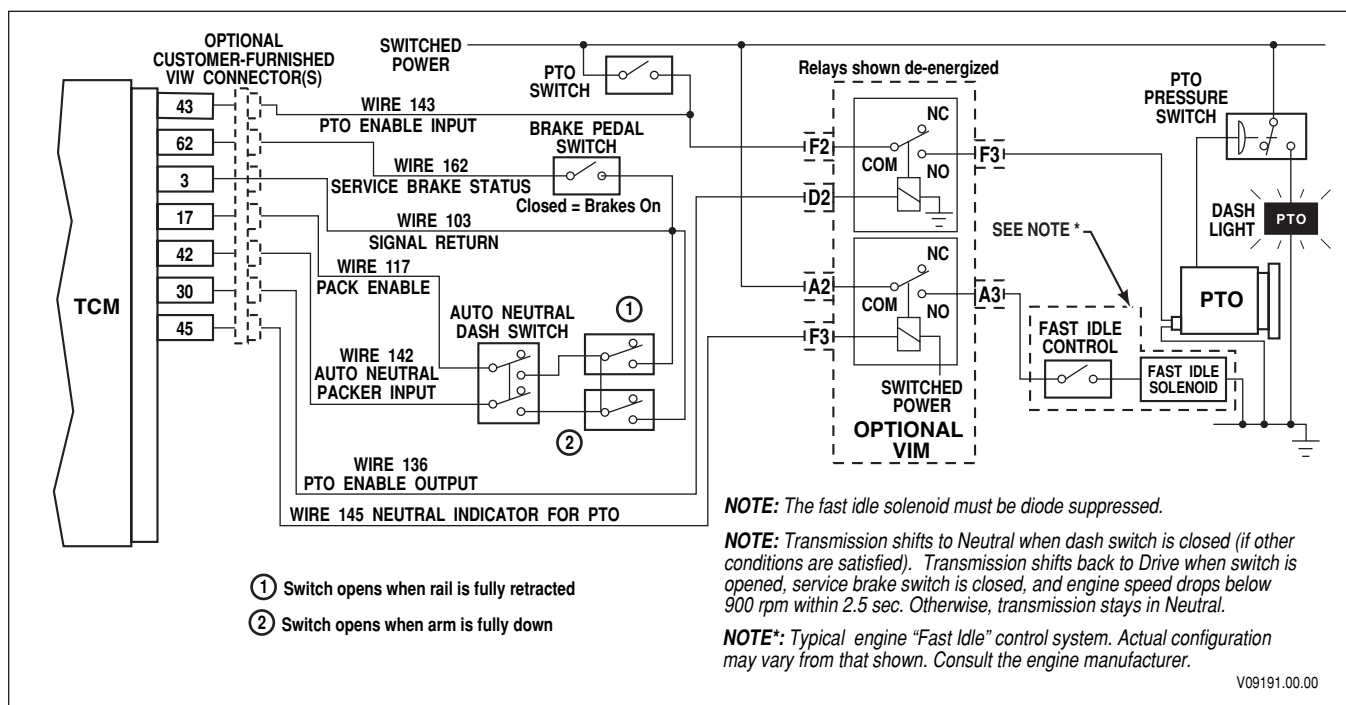 OPTIONAL
CUSTOMER-FURNISHED
VIW CONNECTOR(S)
SWITCHED
POWER
PTO
SWITCH
Relays shown de-energized
PTO
PRESSURE
SWITCH
TCM
43
62
3
17
42
30
45
WIRE 143
PTO ENABLE INPUT
BRAKE PEDAL
SWITCH
WIRE 162
SERVICE BRAKE STATUS
Closed = Brakes On
WIRE 103
SIGNAL RETURN
WIRE 117
PACK ENABLE
AUTO NEUTRAL
DASH SWITCH
1
2
WIRE 142
AUTO NEUTRAL
PACKER INPUT
WIRE 136
PTO ENABLE OUTPUT
WIRE 145 NEUTRAL INDICATOR FOR PTO
F2
NC
COM
NO
F3
D2
A2
NC
COM
NO
A3
F3
SWITCHED
POWER
OPTIONAL
VIM
SEE NOTE *
FAST IDLE
CONTROL
FAST IDLE
SOLENOID
DASH
LIGHT
PTO
PTO
1 Switch opens when rail is fully retracted
2 Switch opens when arm is fully down
NOTE: The fast idle solenoid must be diode suppressed.
NOTE: Transmission shifts to Neutral when dash switch is closed (if other
conditions are satisfied). Transmission shifts back to Drive when switch is
opened, service brake switch is closed, and engine speed drops below
900 rpm within 2.5 sec. Otherwise, transmission stays in Neutral.
NOTE*: Typical engine “Fast Idle” control system. Actual configuration
may vary from that shown. Consult the engine manufacturer.
V09191.00.00